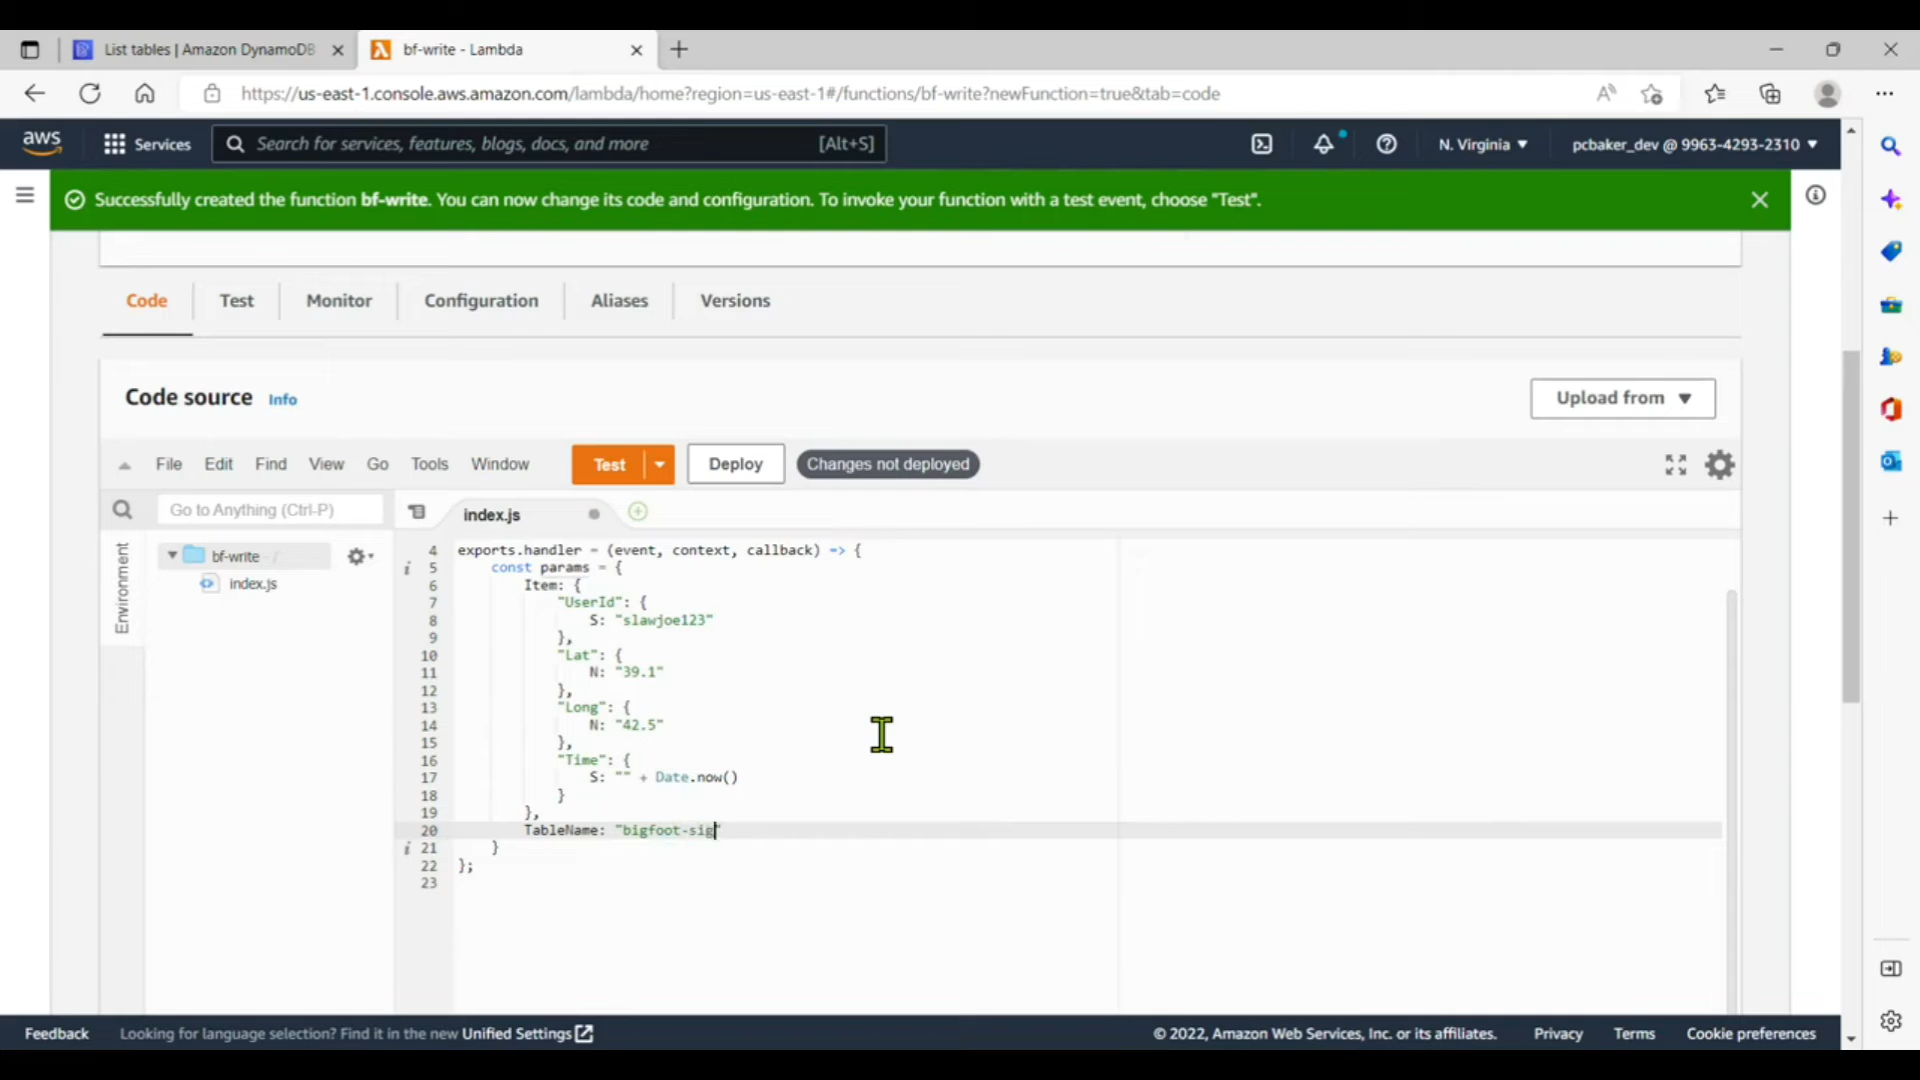 List tables | Amazon DynamoDB
bf-write - Lambda
https://us-east-1.console.aws.amazon.com/lambda/home?region=us-east-1#/functions/bf-write?newFunction=true&tab=code
aws
Services
Search for services, features, blogs, docs, and more
[Alt+S]
N. Virginia
pcbaker_dev @ 9963-4293-2310
Successfully created the function bf-write. You can now change its code and configuration. To invoke your function with a test event, choose "Test".
Code
Test
Monitor
Configuration
Aliases
Versions
Code source
Info
Upload from
File
Edit
Find
View
Go
Tools
Window
Test
Deploy
Changes not deployed
Go to Anything (Ctrl-P)
index.js
Environment
bf-write /
index.js
4 exports.handler = (event, context, callback) => {
i 5 const params = {
6 Item: {
7 "UserId": {
8 S: "slawjoe123"
9 },
10 "Lat": {
11 N: "39.1"
12 },
13 "Long": {
14 N: "42.5"
15 },
16 "Time": {
17 S: "" + Date.now()
18 }
19 },
20 TableName: "bigfoot-sig"
i 21 }
22 };
23
Feedback
Looking for language selection? Find it in the new Unified Settings
© 2022, Amazon Web Services, Inc. or its affiliates.
Privacy
Terms
Cookie preferences